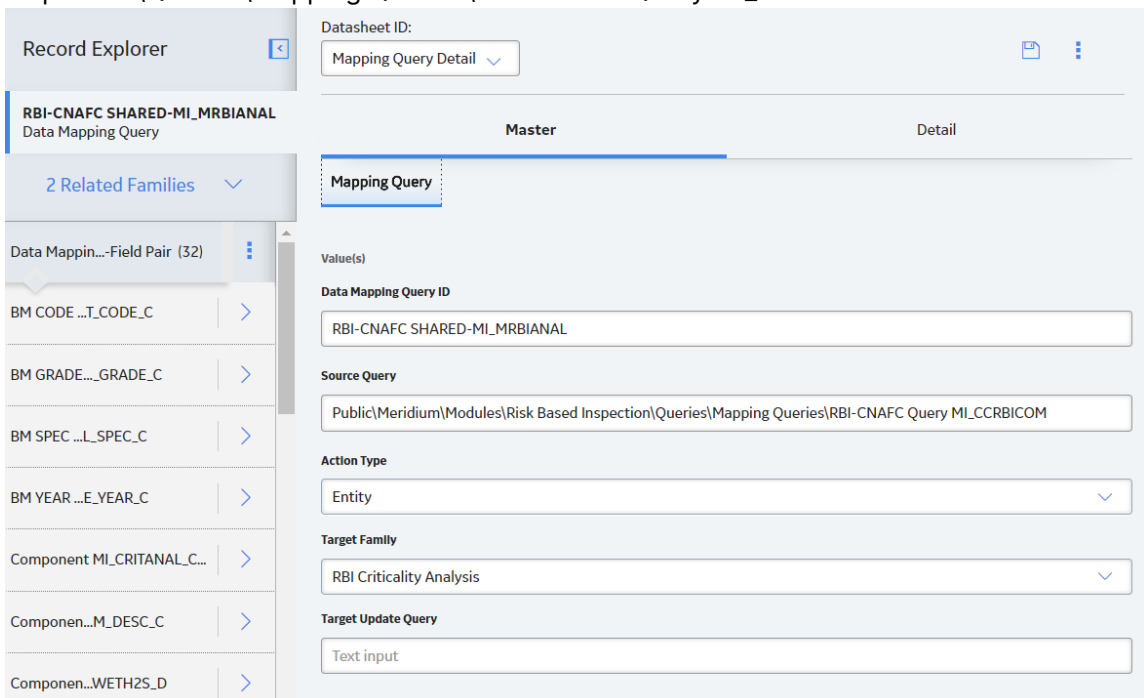 Record Explorer
RBI-CNAFC SHARED-MI_MRBIANAL
Data Mapping Query
2 Related Families
Data Mappin...-Field Pair (32)
BM CODE ...T_CODE_C
BM GRADE..._GRADE_C
BM SPEC ...L_SPEC_C
BM YEAR ...E_YEAR_C
Component MI_CRITANAL_C...
Componen...M_DESC_C
Componen...WETH2S_D
Datasheet ID:
Mapping Query Detail
Master
Detail
Mapping Query
Value(s)
Data Mapping Query ID
RBI-CNAFC SHARED-MI_MRBIANAL
Source Query
Public\Meridium\Modules\Risk Based Inspection\Queries\Mapping Queries\RBI-CNAFC Query MI_CCRBICOM
Action Type
Entity
Target Family
RBI Criticality Analysis
Target Update Query
Text input